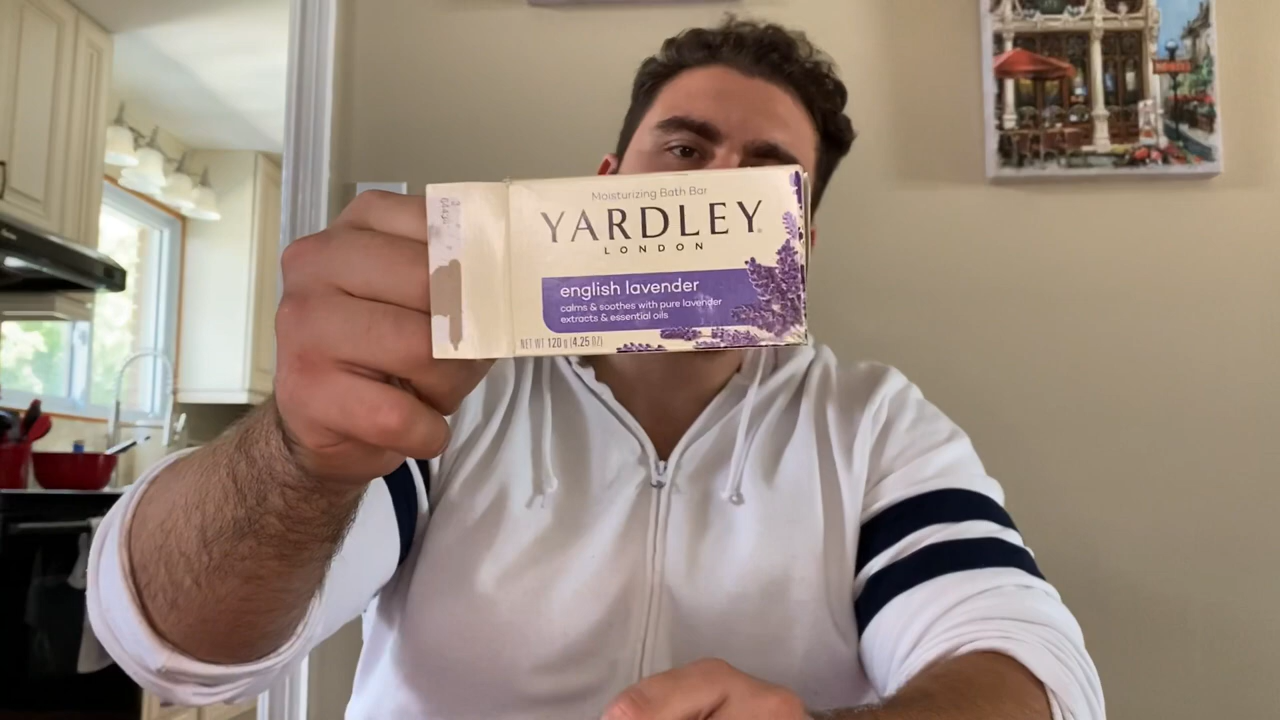 Moisturizing Bath Bar
YARDLEY®
LONDON
english lavender
calms & soothes with pure lavender
extracts & essential oils
NET WT 120 g (4.25 OZ)